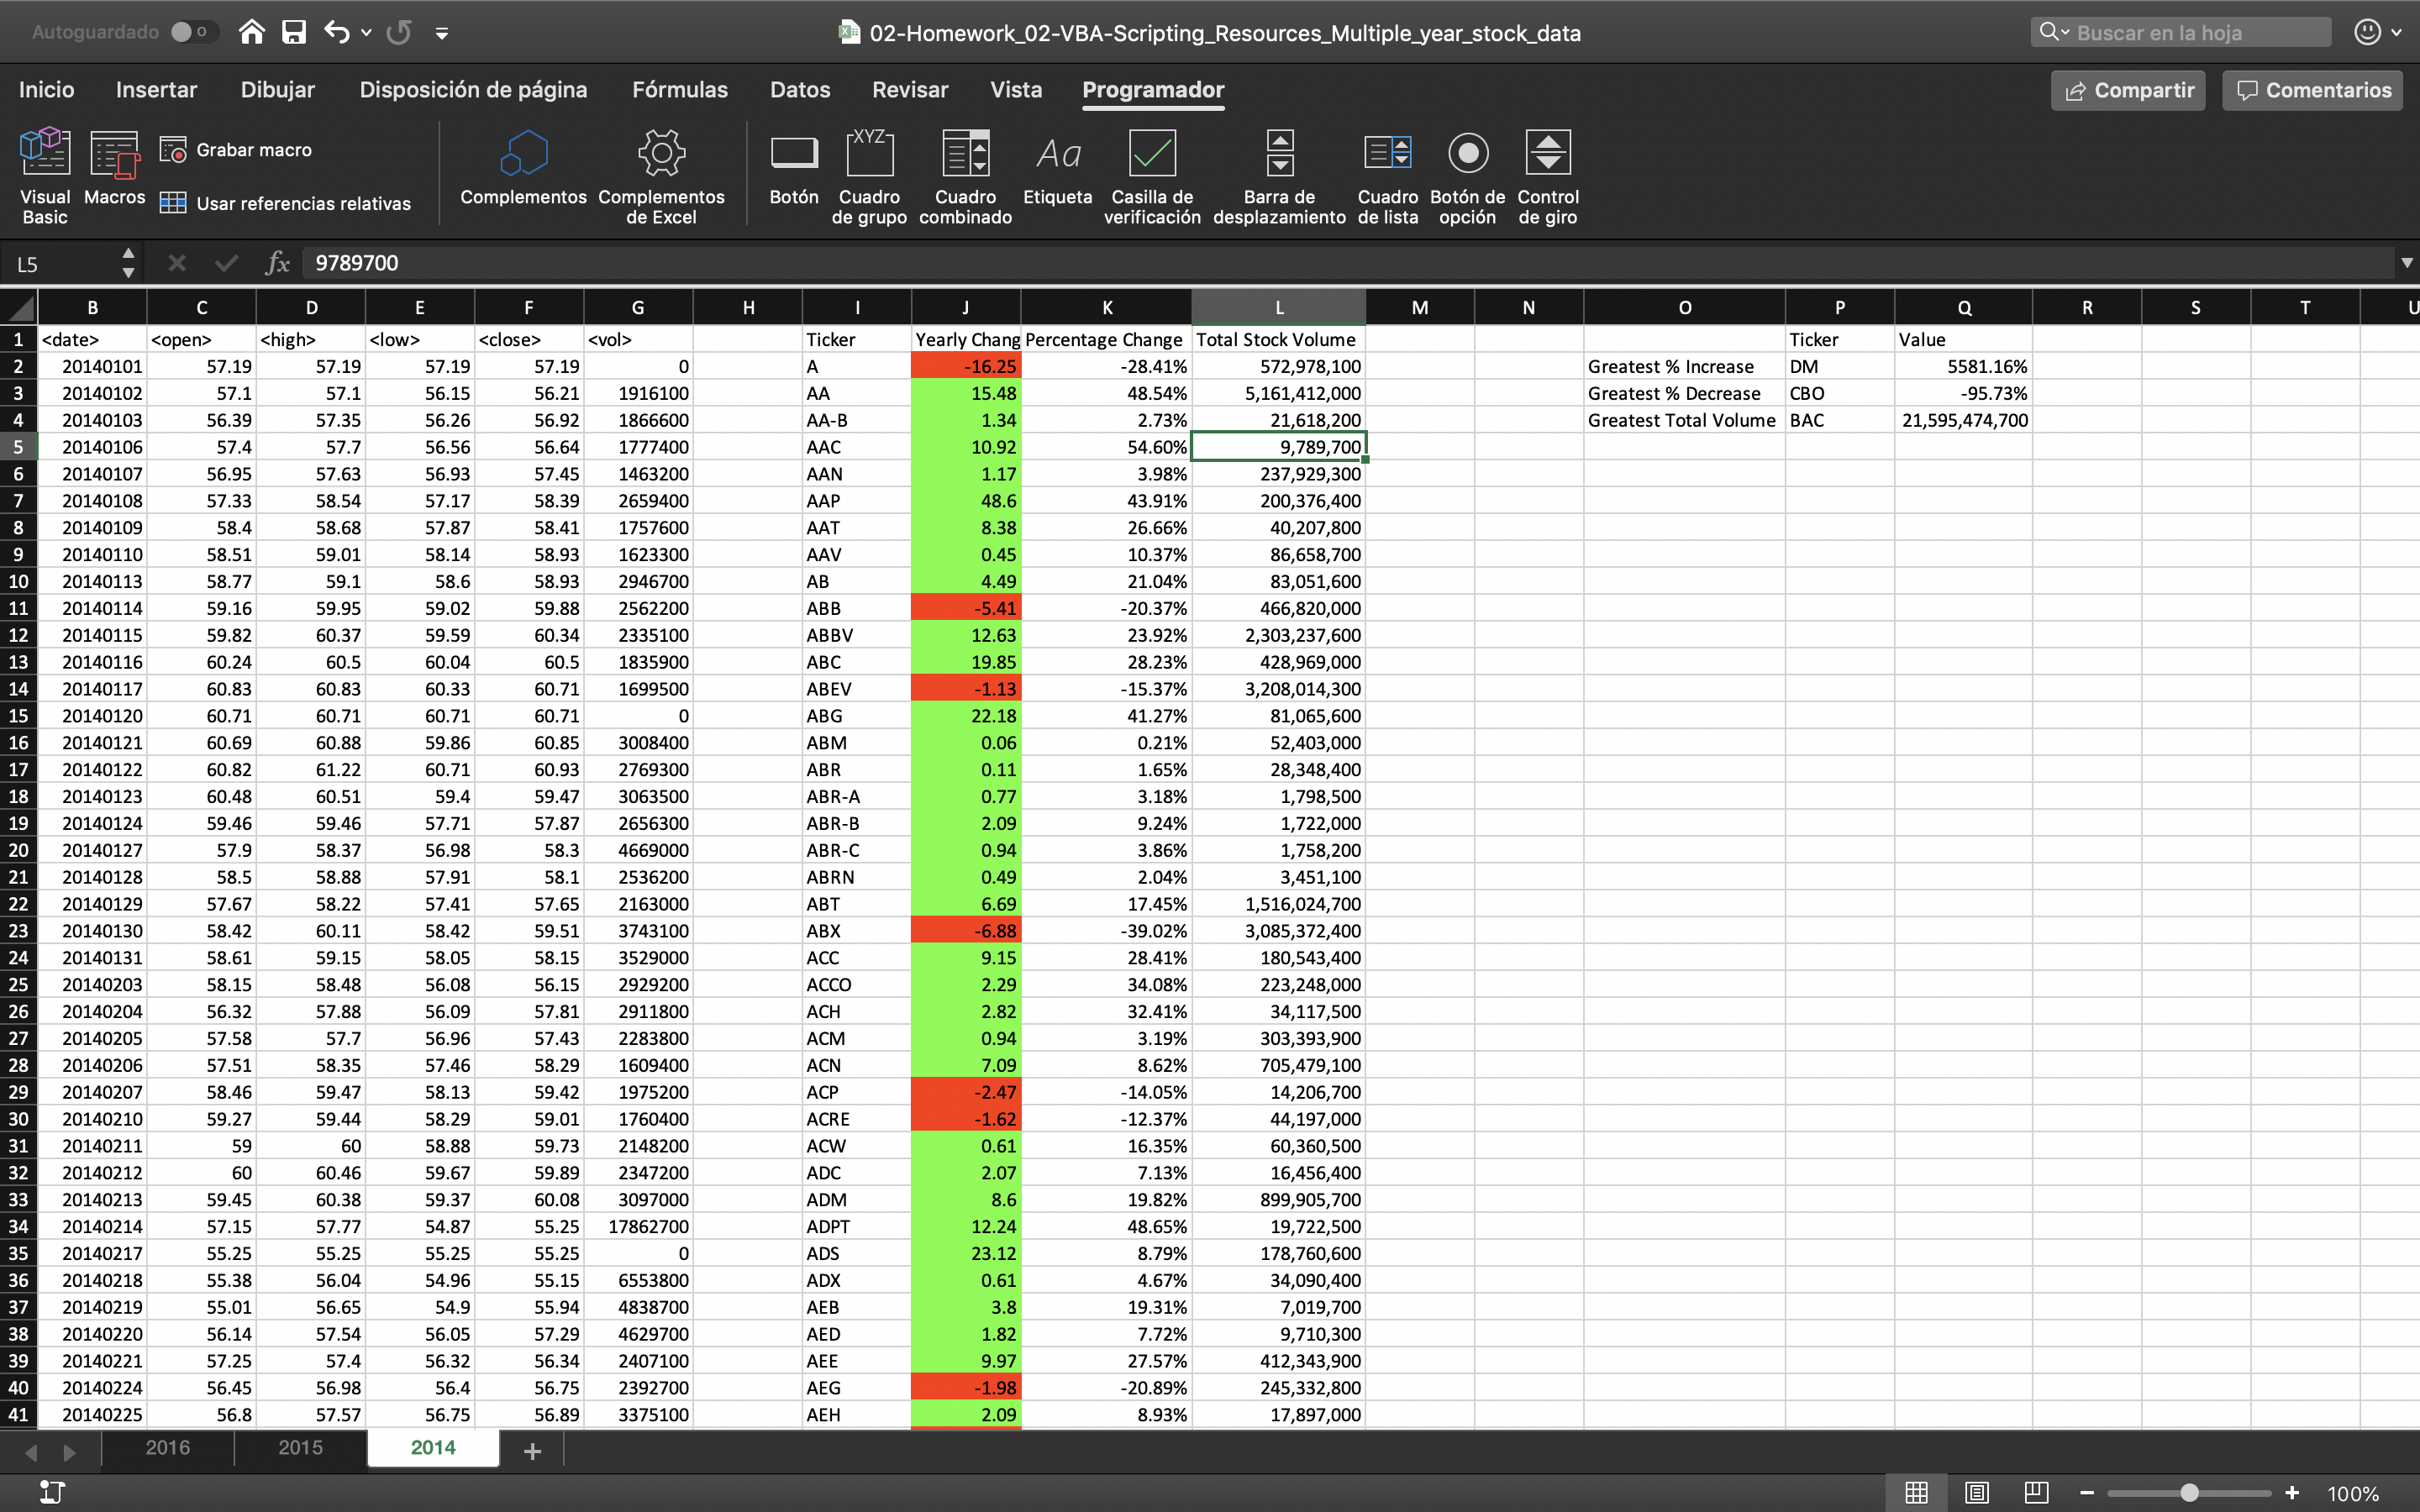 Autoguardado
02-Homework_02-VBA-Scripting_Resources_Multiple_year_stock_data
Buscar en la hoja
Inicio Insertar Dibujar Disposición de página Fórmulas Datos Revisar Vista Programador Compartir Comentarios
Visual Basic Macros Grabar macro Usar referencias relativas Complementos Complementos de Excel Botón Cuadro de grupo Cuadro combinado Etiqueta Casilla de verificación Barra de desplazamiento Cuadro de lista Botón de opción Control de giro
L5 fx 9789700
B C D E F G H I J K L M N O P Q R S T U
1 <date> <open> <high> <low> <close> <vol> Ticker Yearly Chang Percentage Change Total Stock Volume Ticker Value
2 20140101 57.19 57.19 57.19 57.19 0 A -16.25 -28.41% 572,978,100 Greatest % Increase DM 5581.16%
3 20140102 57.1 57.1 56.15 56.21 1916100 AA 15.48 48.54% 5,161,412,000 Greatest % Decrease CBO -95.73%
4 20140103 56.39 57.35 56.26 56.92 1866600 AA-B 1.34 2.73% 21,618,200 Greatest Total Volume BAC 21,595,474,700
5 20140106 57.4 57.7 56.56 56.64 1777400 AAC 10.92 54.60% 9,789,700
6 20140107 56.95 57.63 56.93 57.45 1463200 AAN 1.17 3.98% 237,929,300
7 20140108 57.33 58.54 57.17 58.39 2659400 AAP 48.6 43.91% 200,376,400
8 20140109 58.4 58.68 57.87 58.41 1757600 AAT 8.38 26.66% 40,207,800
9 20140110 58.51 59.01 58.14 58.93 1623300 AAV 0.45 10.37% 86,658,700
10 20140113 58.77 59.1 58.6 58.93 2946700 AB 4.49 21.04% 83,051,600
11 20140114 59.16 59.95 59.02 59.88 2562200 ABB -5.41 -20.37% 466,820,000
12 20140115 59.82 60.37 59.59 60.34 2335100 ABBV 12.63 23.92% 2,303,237,600
13 20140116 60.24 60.5 60.04 60.5 1835900 ABC 19.85 28.23% 428,969,000
14 20140117 60.83 60.83 60.33 60.71 1699500 ABEV -1.13 -15.37% 3,208,014,300
15 20140120 60.71 60.71 60.71 60.71 0 ABG 22.18 41.27% 81,065,600
16 20140121 60.69 60.88 59.86 60.85 3008400 ABM 0.06 0.21% 52,403,000
17 20140122 60.82 61.22 60.71 60.93 2769300 ABR 0.11 1.65% 28,348,400
18 20140123 60.48 60.51 59.4 59.47 3063500 ABR-A 0.77 3.18% 1,798,500
19 20140124 59.46 59.46 57.71 57.87 2656300 ABR-B 2.09 9.24% 1,722,000
20 20140127 57.9 58.37 56.98 58.3 4669000 ABR-C 0.94 3.86% 1,758,200
21 20140128 58.5 58.88 57.91 58.1 2536200 ABRN 0.49 2.04% 3,451,100
22 20140129 57.67 58.22 57.41 57.65 2163000 ABT 6.69 17.45% 1,516,024,700
23 20140130 58.42 60.11 58.42 59.51 3743100 ABX -6.88 -39.02% 3,085,372,400
24 20140131 58.61 59.15 58.05 58.15 3529000 ACC 9.15 28.41% 180,543,400
25 20140203 58.15 58.48 56.08 56.15 2929200 ACCO 2.29 34.08% 223,248,000
26 20140204 56.32 57.88 56.09 57.81 2911800 ACH 2.82 32.41% 34,117,500
27 20140205 57.58 57.7 56.96 57.43 2283800 ACM 0.94 3.19% 303,393,900
28 20140206 57.51 58.35 57.46 58.29 1609400 ACN 7.09 8.62% 705,479,100
29 20140207 58.46 59.47 58.13 59.42 1975200 ACP -2.47 -14.05% 14,206,700
30 20140210 59.27 59.44 58.29 59.01 1760400 ACRE -1.62 -12.37% 44,197,000
31 20140211 59 60 58.88 59.73 2148200 ACW 0.61 16.35% 60,360,500
32 20140212 60 60.46 59.67 59.89 2347200 ADC 2.07 7.13% 16,456,400
33 20140213 59.45 60.38 59.37 60.08 3097000 ADM 8.6 19.82% 899,905,700
34 20140214 57.15 57.77 54.87 55.25 17862700 ADPT 12.24 48.65% 19,722,500
35 20140217 55.25 55.25 55.25 55.25 0 ADS 23.12 8.79% 178,760,600
36 20140218 55.38 56.04 54.96 55.15 6553800 ADX 0.61 4.67% 34,090,400
37 20140219 55.01 56.65 54.9 55.94 4838700 AEB 3.8 19.31% 7,019,700
38 20140220 56.14 57.54 56.05 57.29 4629700 AED 1.82 7.72% 9,710,300
39 20140221 57.25 57.4 56.32 56.34 2407100 AEE 9.97 27.57% 412,343,900
40 20140224 56.45 56.98 56.4 56.75 2392700 AEG -1.98 -20.89% 245,332,800
41 20140225 56.8 57.57 56.75 56.89 3375100 AEH 2.09 8.93% 17,897,000
2016 2015 2014
100%